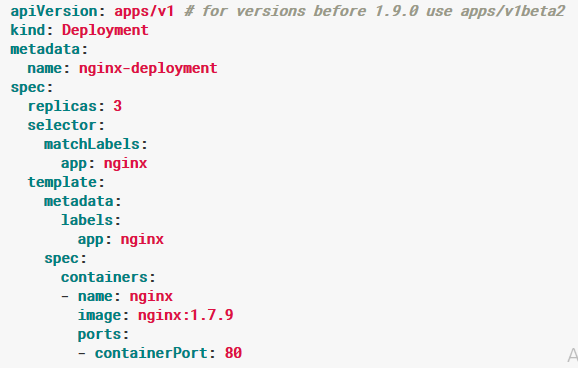 apiVersion: apps/v1 # for versions before 1.9.0 use apps/v1beta2
kind: Deployment
metadata:
  name: nginx-deployment
spec:
  replicas: 3
  selector:
    matchLabels:
      app: nginx
  template:
    metadata:
      labels:
        app: nginx
    spec:
      containers:
      - name: nginx
        image: nginx:1.7.9
        ports:
        - containerPort: 80
A